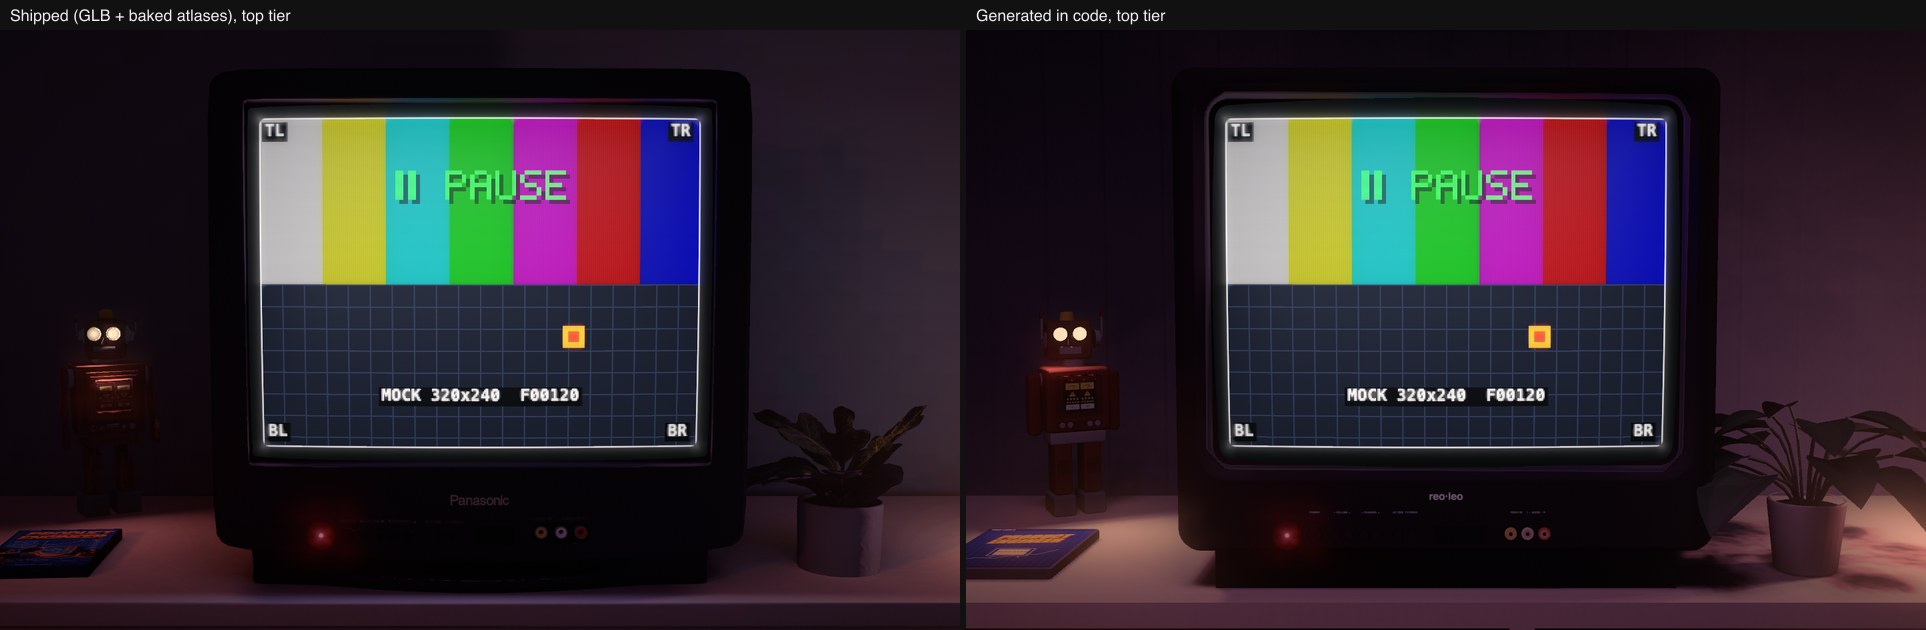 Shipped (GLB + baked atlases), top tier
TL
TR
PAUSE
MOCK 320x240 F00120
BL
BR
Panasonic
Generated in code, top tier
TL
TR
PAUSE
MOCK 320x240 F00120
BL
BR
reo·leo